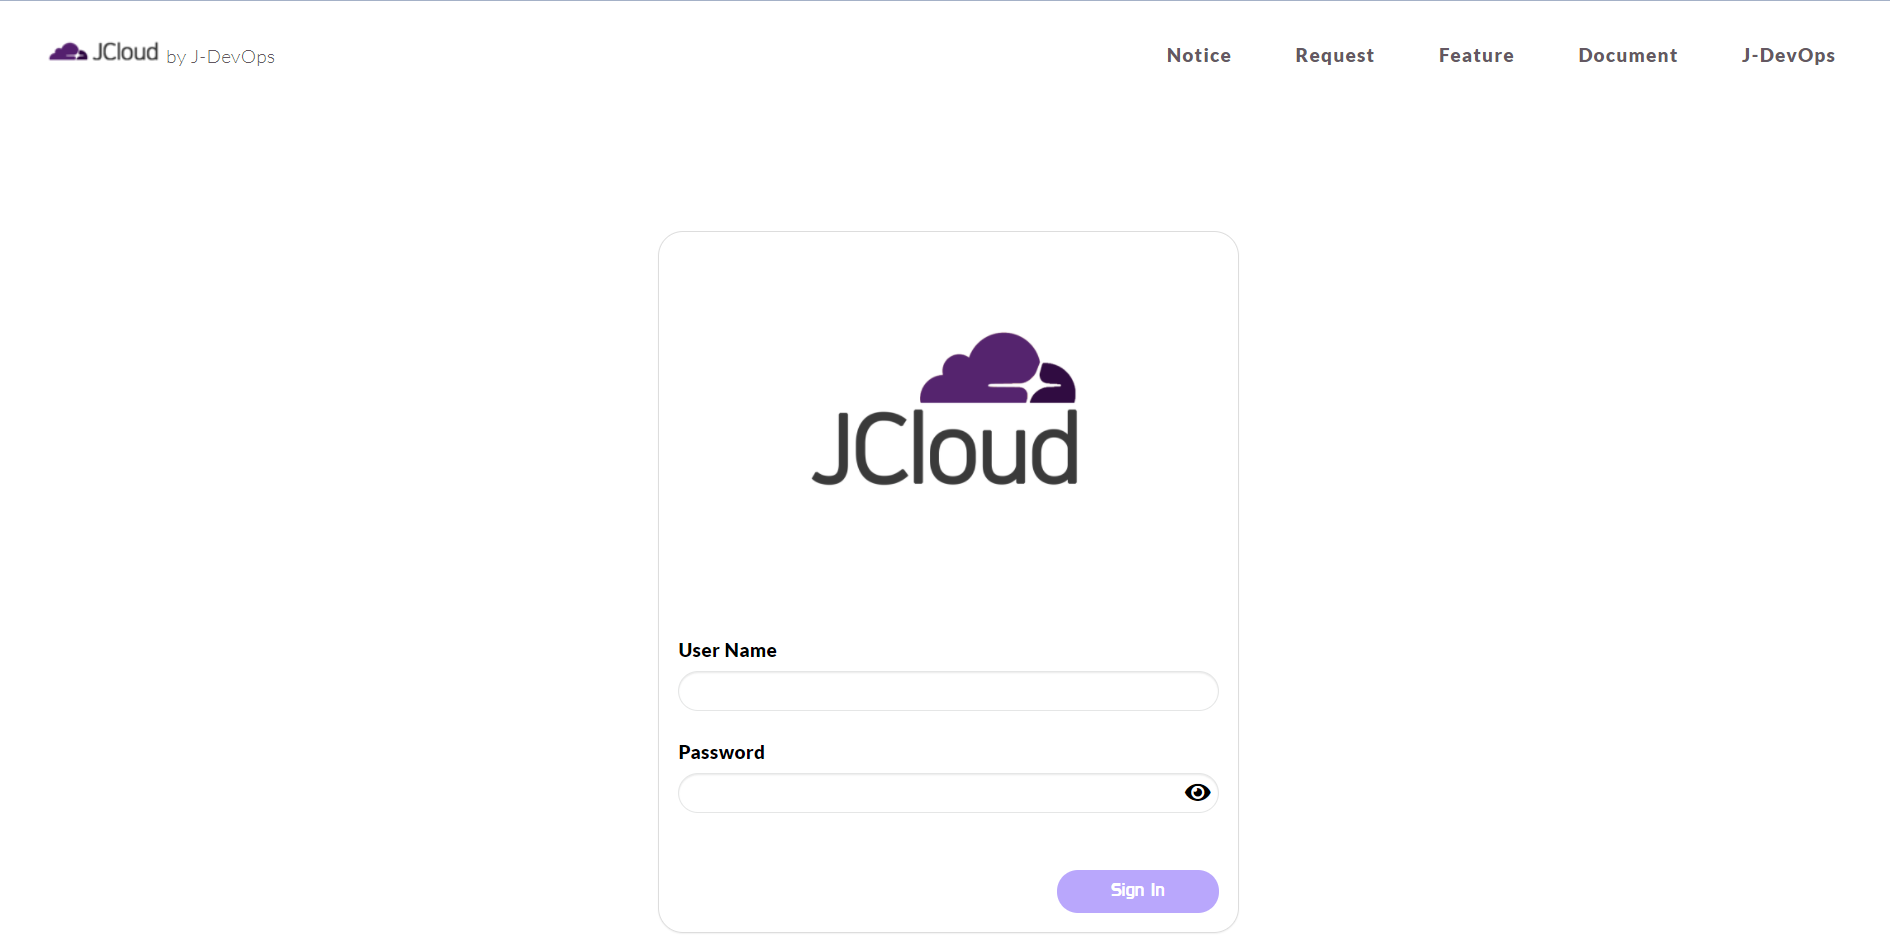 JCloud by J-DevOps
Notice Request Feature Document J-DevOps
JCloud
User Name
Password
Sign In